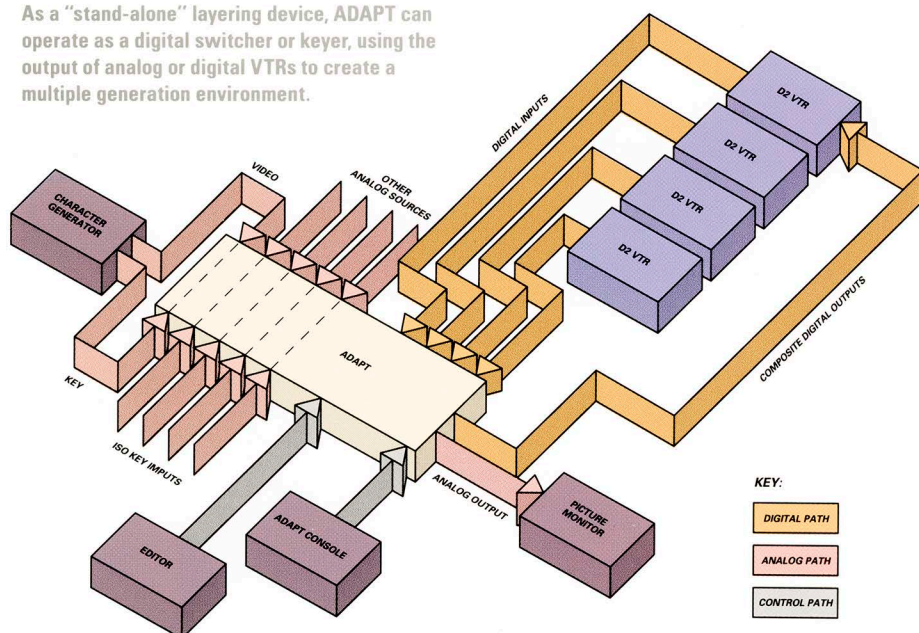 As a “stand-alone” layering device, ADAPT can
operate as a digital switcher or keyer, using the
output of analog or digital VTRs to create a
multiple generation environment.
D2 VTR
D2 VTR
D2 VTR
D2 VTR
DIGITAL INPUTS
VIDEO
OTHER
ANALOG SOURCES
CHARACTER
GENERATOR
COMPOSITE DIGITAL OUTPUTS
ADAPT
KEY
ISO KEY IMPUTS
ANALOG OUTPUT
PICTURE
MONITOR
ADAPT CONSOLE
EDITOR
KEY:
DIGITAL PATH
ANALOG PATH
CONTROL PATH